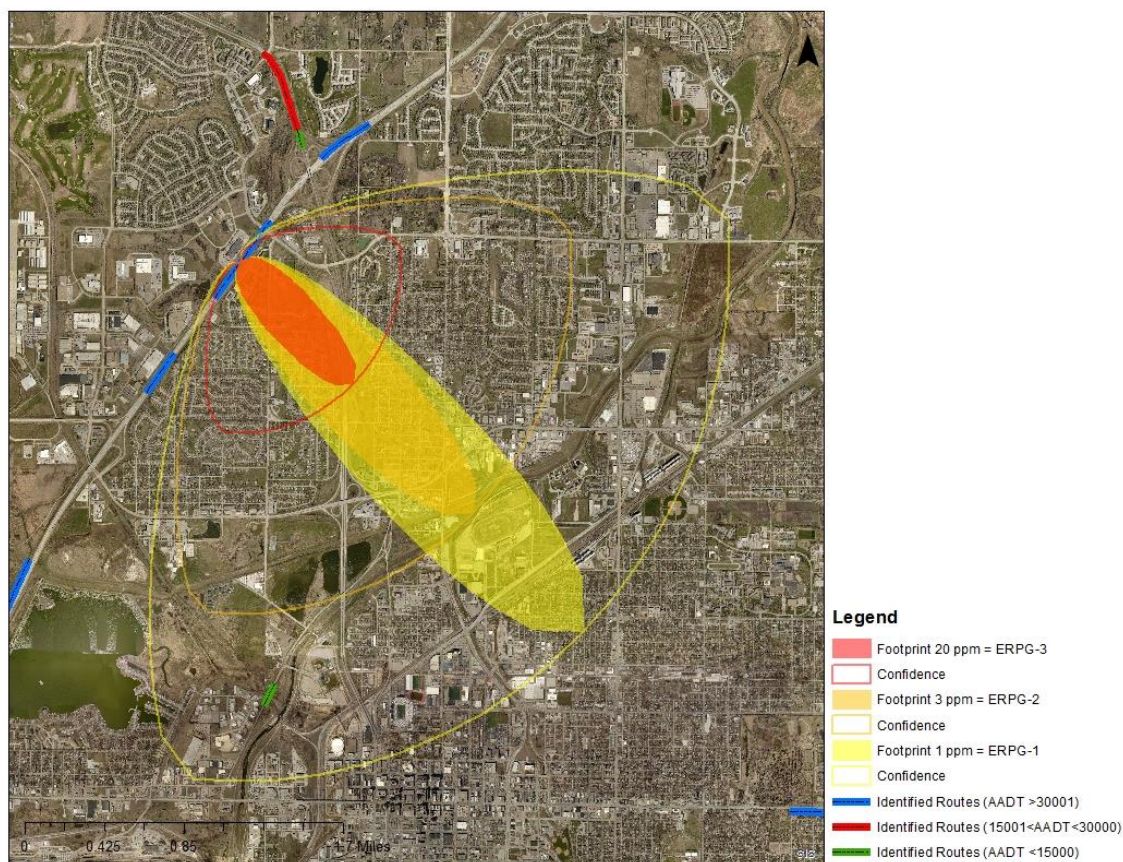 0 0.425 0.85 1.7 Miles
Legend
Footprint 20 ppm = ERPG-3
Confidence
Footprint 3 ppm = ERPG-2
Confidence
Footprint 1 ppm = ERPG-1
Confidence
Identified Routes (AADT >30001)
Identified Routes (15001<AADT<30000)
Identified Routes (AADT <15000)